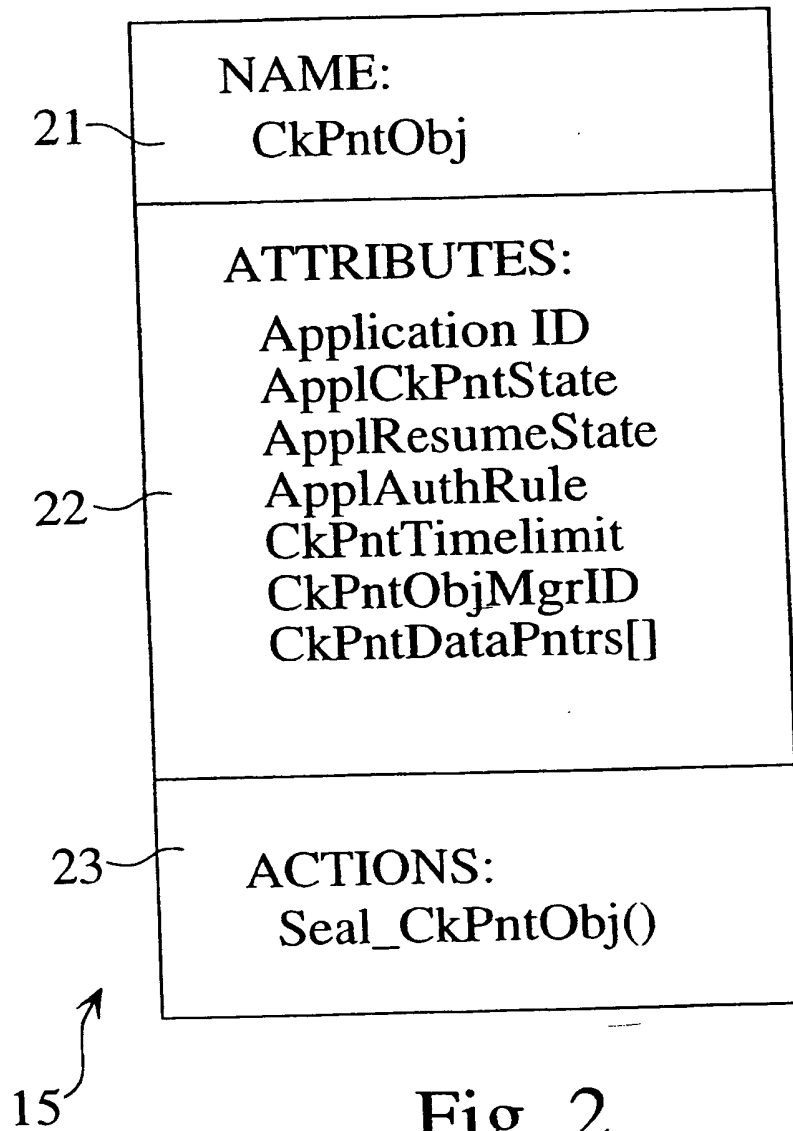 NAME:
21
CkPntObj
ATTRIBUTES:
Application ID
ApplCkPntState
ApplResumeState
22
ApplAuthRule
CkPntTimelimit
CkPntObjMgrID
CkPntDataPntrs[]
23
ACTIONS:
Seal_CkPntObj()
15
Fig. 2